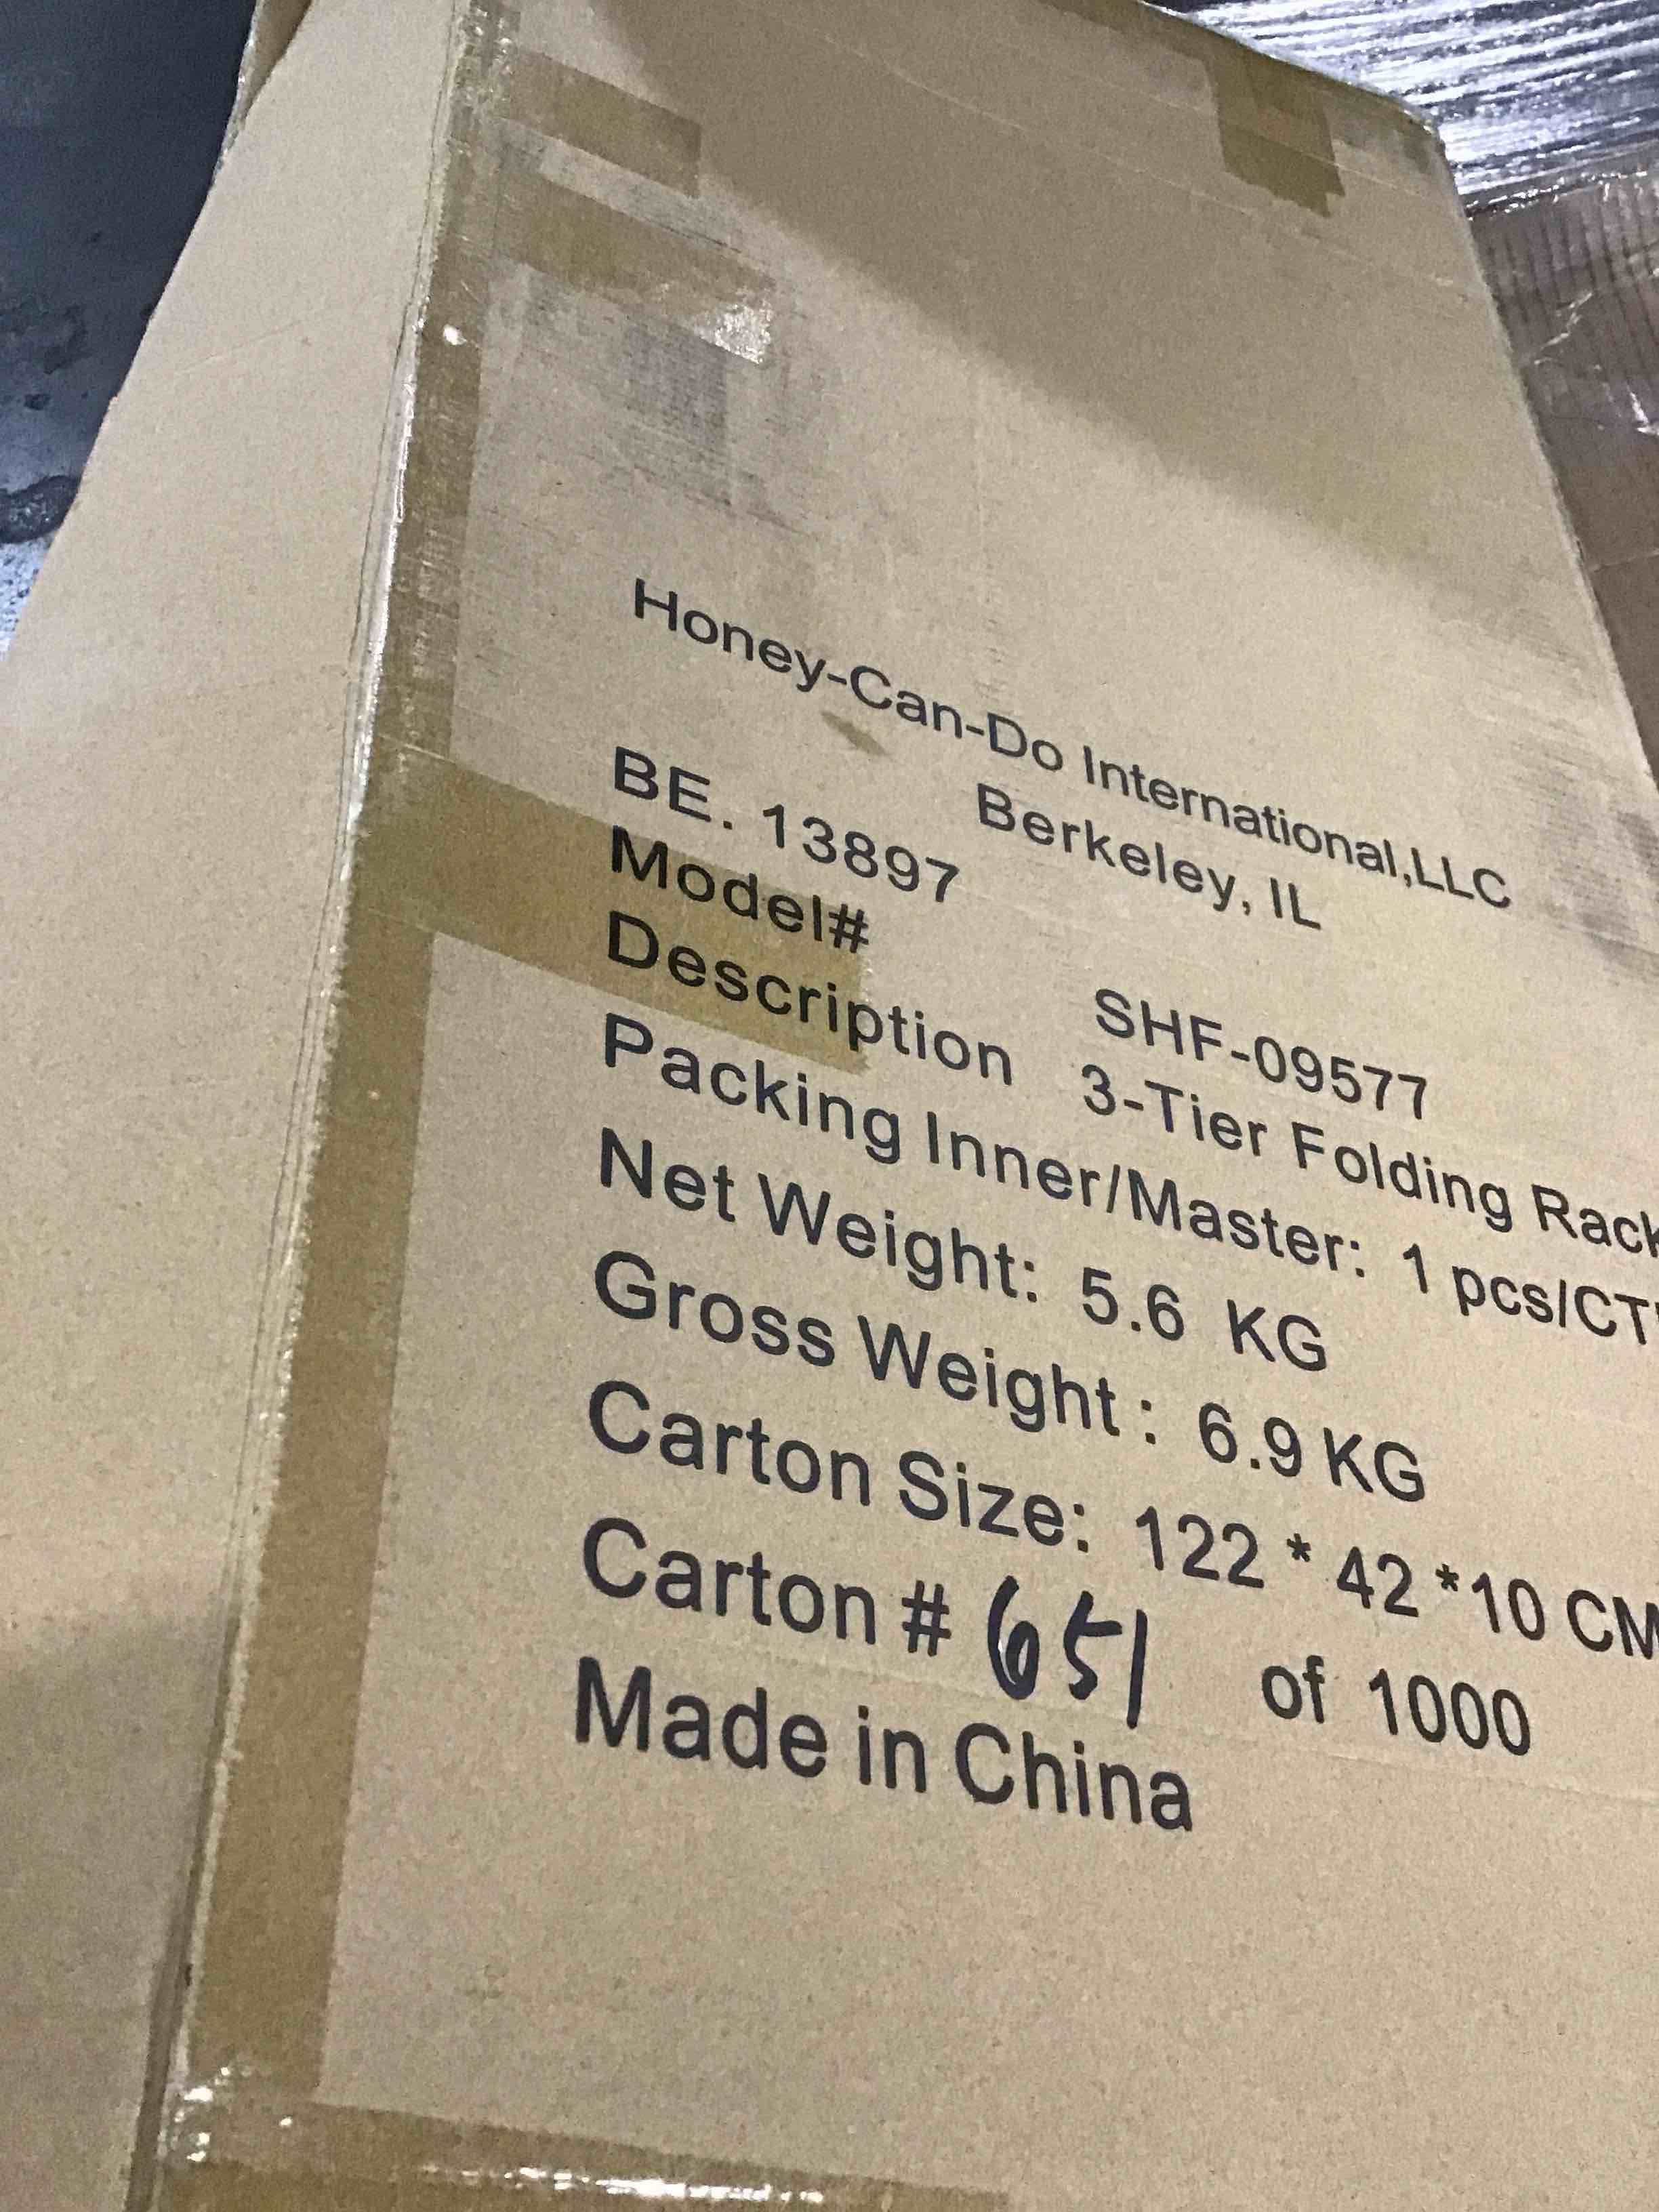 Honey-Can-Do International,LLC
Berkeley, IL
BE. 13897
Model# SHF-09577
Description 3-Tier Folding Rack
Packing Inner/Master: 1 pcs/CT
Net Weight: 5.6 KG
Gross Weight: 6.9 KG
Carton Size: 122 * 42 *10 CM
Carton # 651 of 1000
Made in China